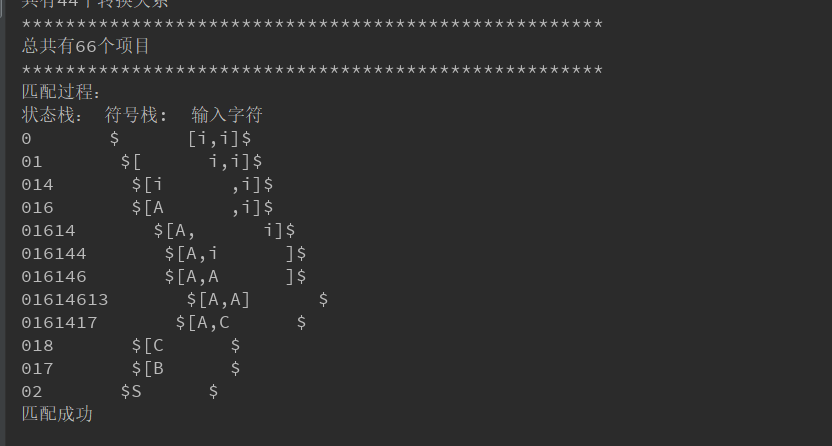 共有44个转换关系
*****************************************************
总共有66个项目
*****************************************************
匹配过程：
状态栈：  符号栈：  输入字符
0       $      [i,i]$
01       $[      i,i]$
014       $[i      ,i]$
016       $[A      ,i]$
01614       $[A,      i]$
016144       $[A,i      ]$
016146       $[A,A      ]$
01614613       $[A,A]      $
0161417       $[A,C      $
018       $[C      $
017       $[B      $
02       $S      $
匹配成功